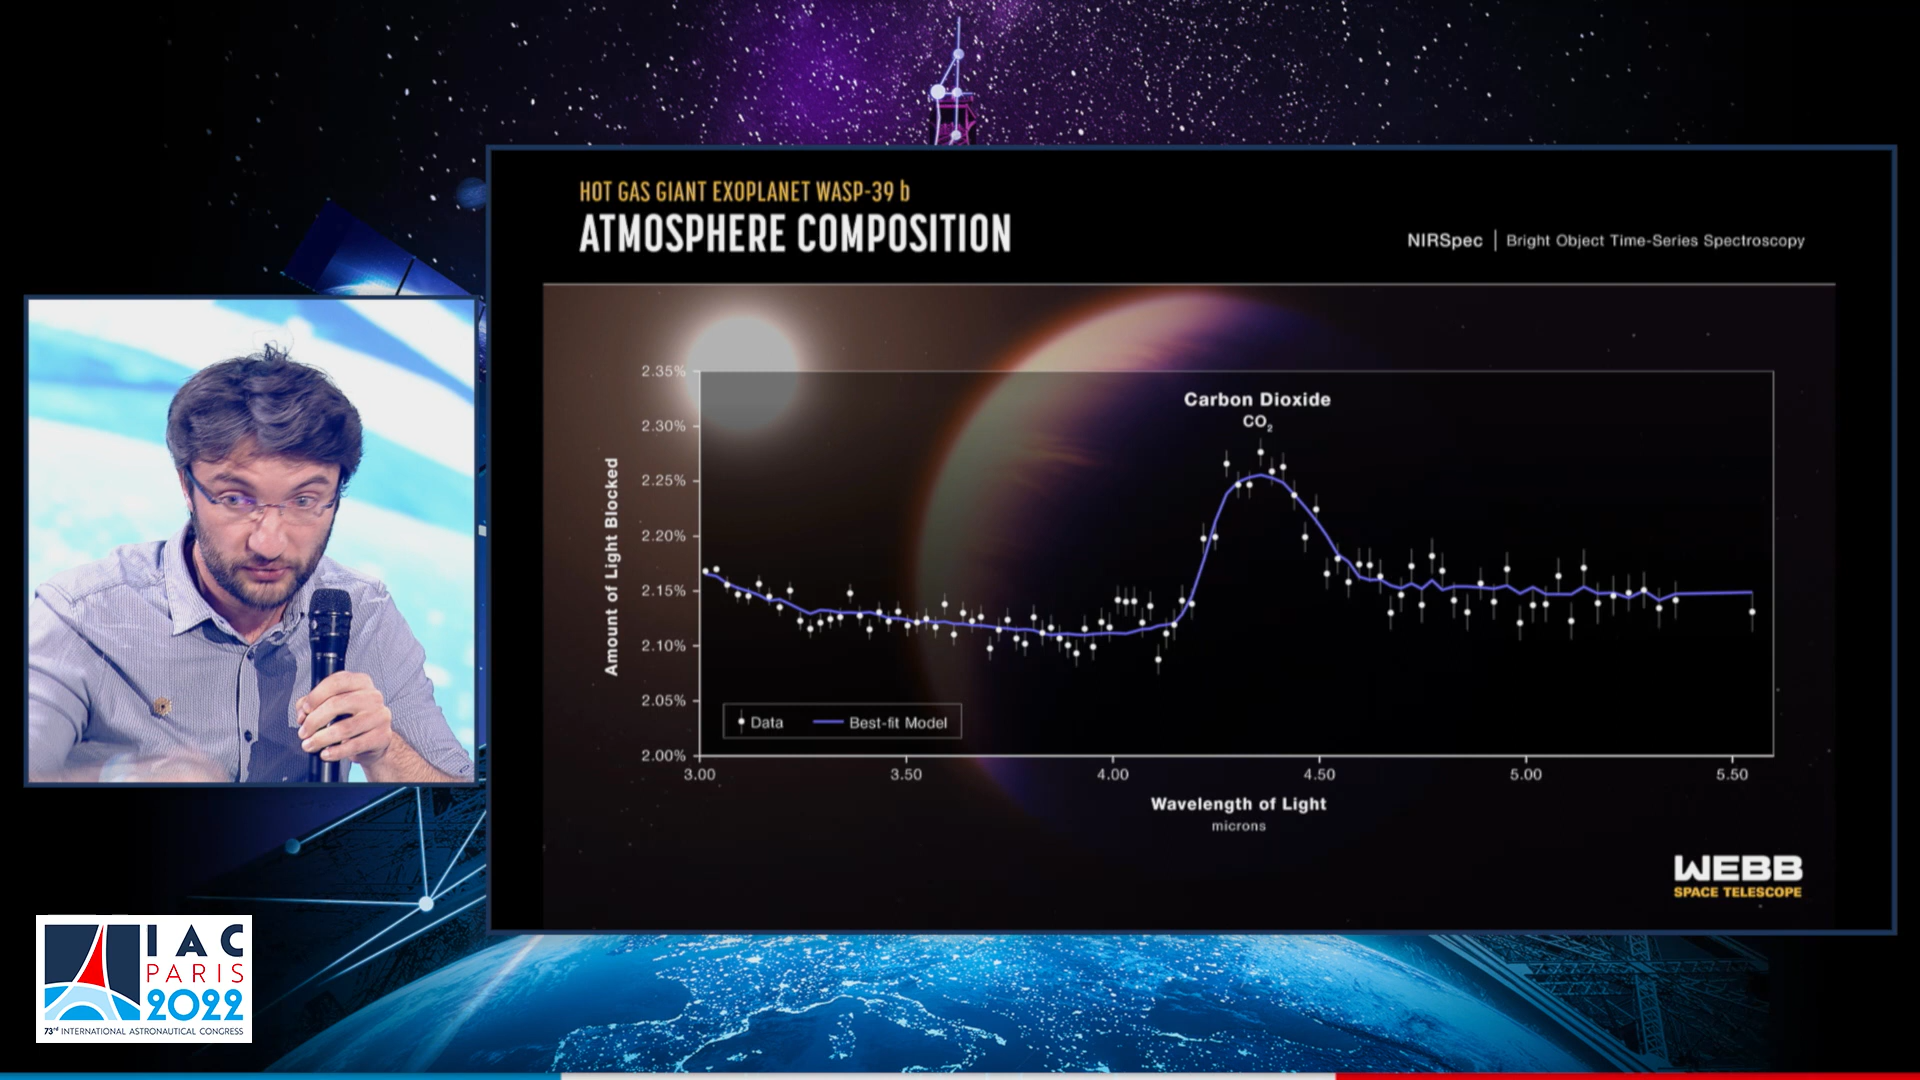 HOT GAS GIANT EXOPLANET WASP-39 b
ATMOSPHERE COMPOSITION
NIRSpec | Bright Object Time-Series Spectroscopy
Carbon Dioxide
CO₂
Amount of Light Blocked
2.35%
2.30%
2.25%
2.20%
2.15%
2.10%
2.05%
2.00%
Data
Best-fit Model
3.00 3.50 4.00 4.50 5.00 5.50
Wavelength of Light
microns
WEBB
SPACE TELESCOPE
IAC
PARIS
2022
73rd INTERNATIONAL ASTRONAUTICAL CONGRESS